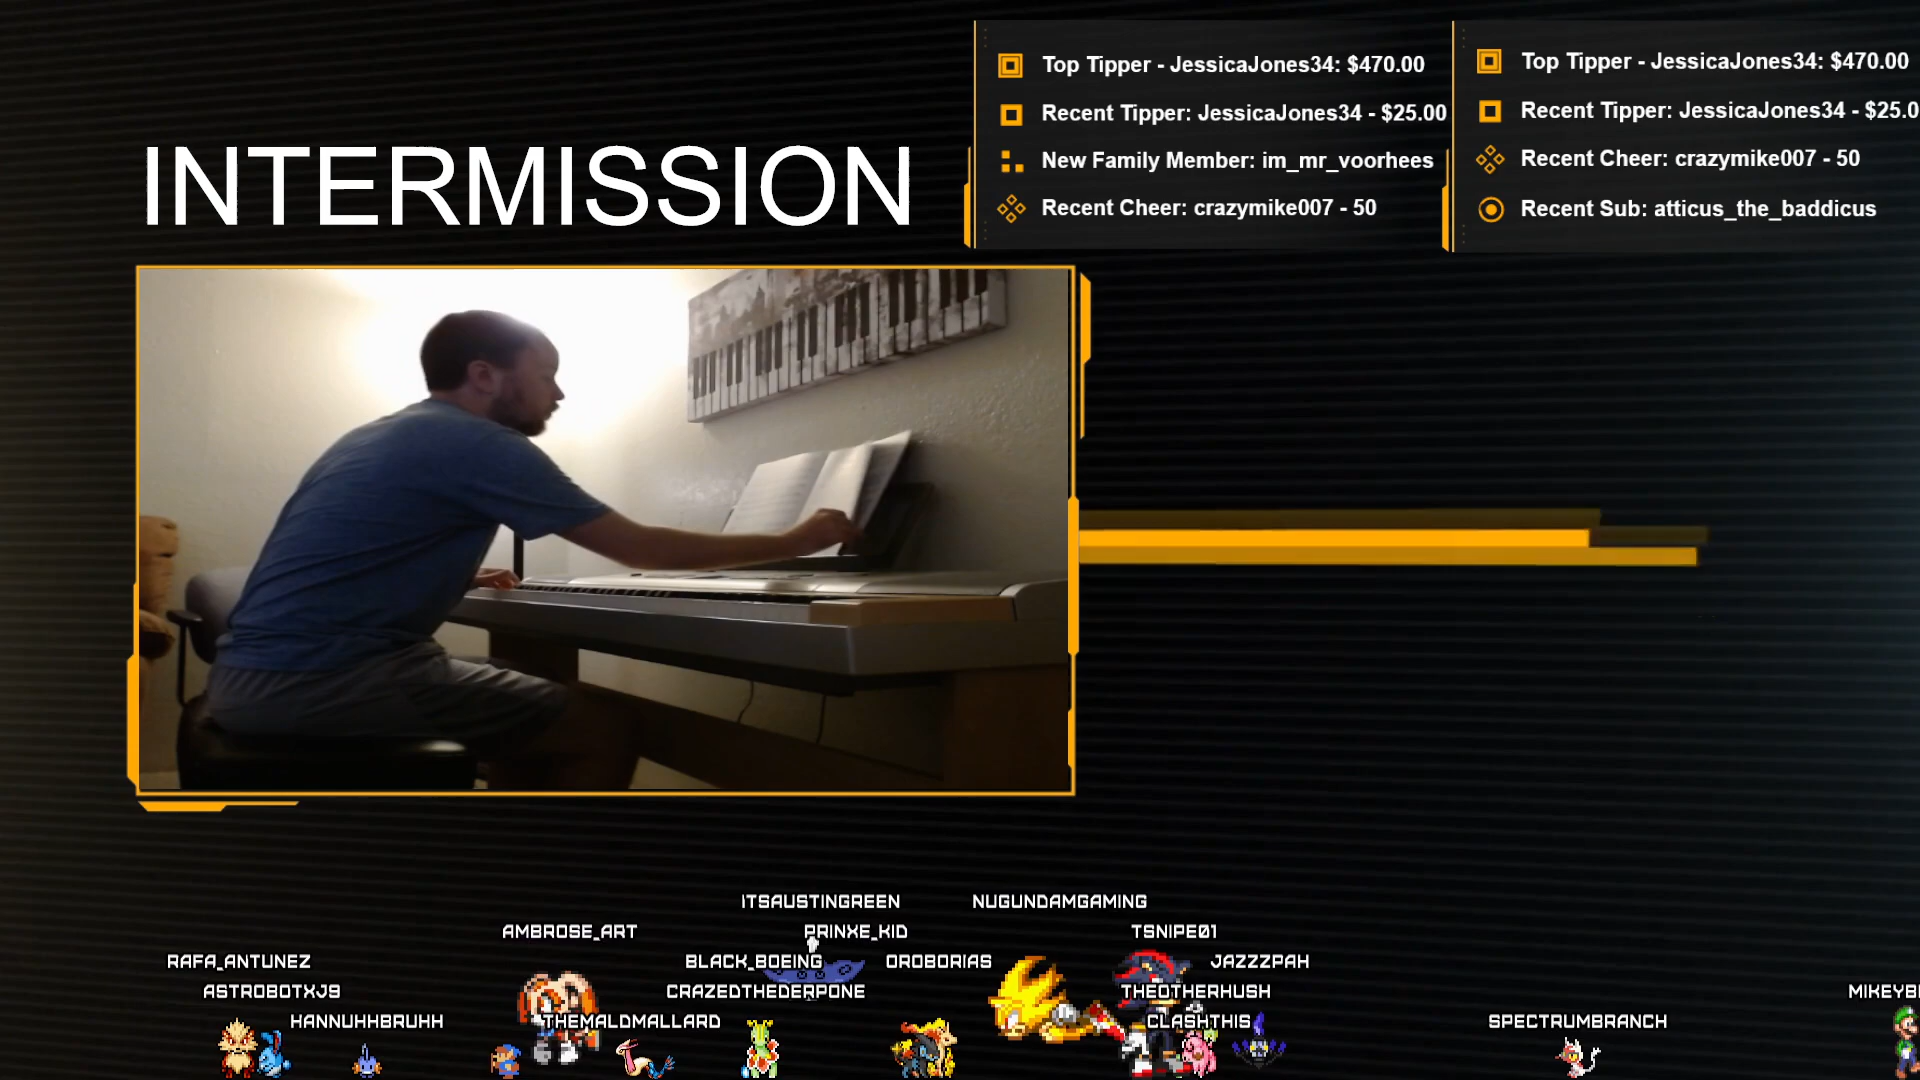 Top Tipper - JessicaJones34: $470.00
Recent Tipper: JessicaJones34 - $25.00
New Family Member: im_mr_voorhees
Recent Cheer: crazymike007 - 50
Top Tipper - JessicaJones34: $470.00
Recent Tipper: JessicaJones34 - $25.0
Recent Cheer: crazymike007 - 50
Recent Sub: atticus_the_baddicus
INTERMISSION
ITSAUSTINGREEN
NUGUNDAMGAMING
AMBROSE_ART
PRINXE_KID
TSNIPE01
RAFA_ANTUNEZ
BLACK_BOEING
OROBORIAS
JAZZZPAH
ASTROBOTXJ9
CRAZEDTHEDERPONE
THEOTHERHUSH
HANNUHHBRUHH
THEMALDMALLARD
CLASHTHIS
SPECTRUMBRANCH